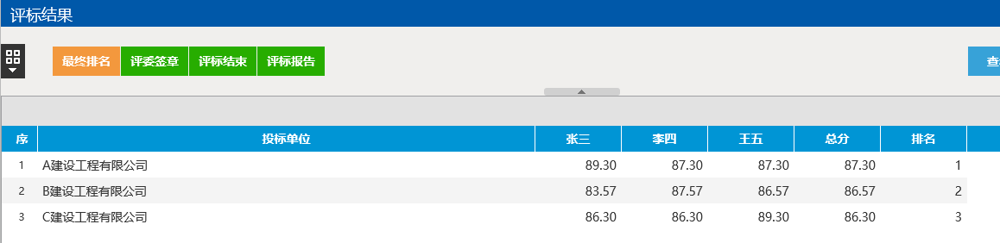 评标结果
最终排名 评委签章 评标结束 评标报告 查
序 投标单位 张三 李四 王五 总分 排名
1 A建设工程有限公司 89.30 87.30 87.30 87.30 1
2 B建设工程有限公司 83.57 87.57 86.57 86.57 2
3 C建设工程有限公司 86.30 86.30 89.30 86.30 3